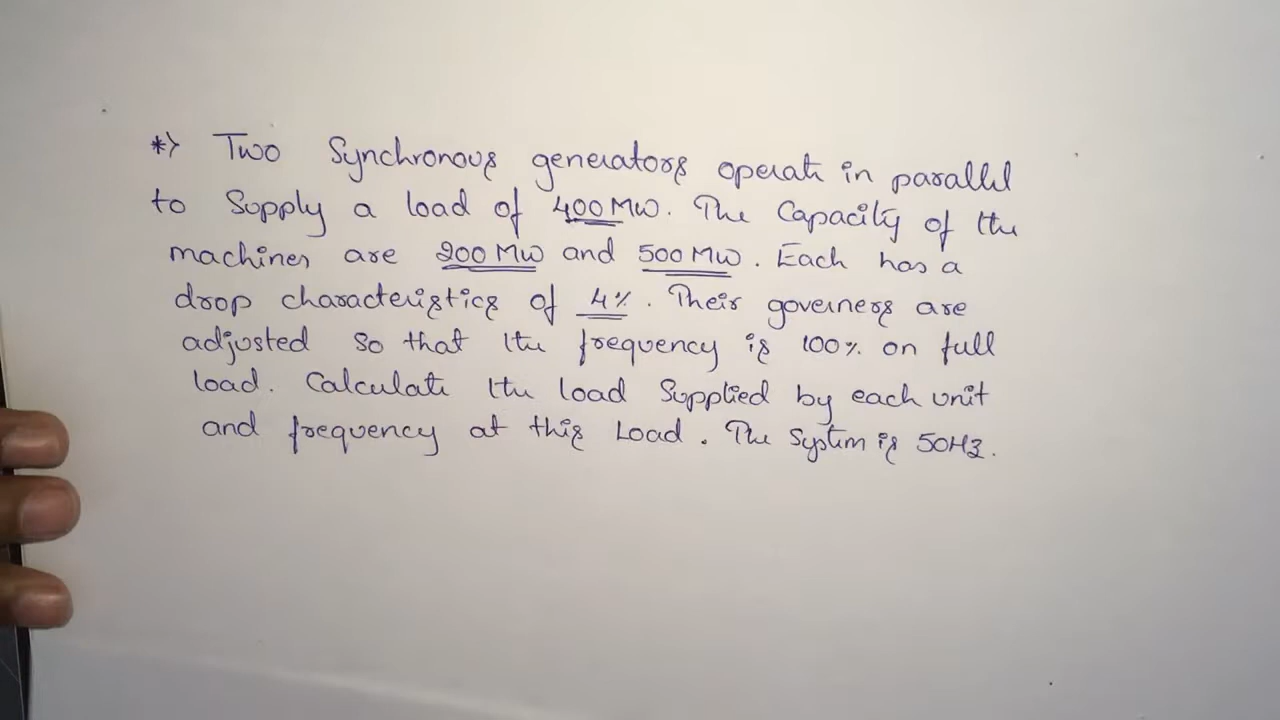 *> Two Synchronous generators operate in parallel
to Supply a load of 400 MW. The Capacity of the
machines are 200 MW and 500 MW. Each has a
drop characteristics of 4%. Their governers are
adjusted so that the frequency is 100% on full
load. Calculate the load Supplied by each unit
and frequency at this Load. The System is 50Hz.